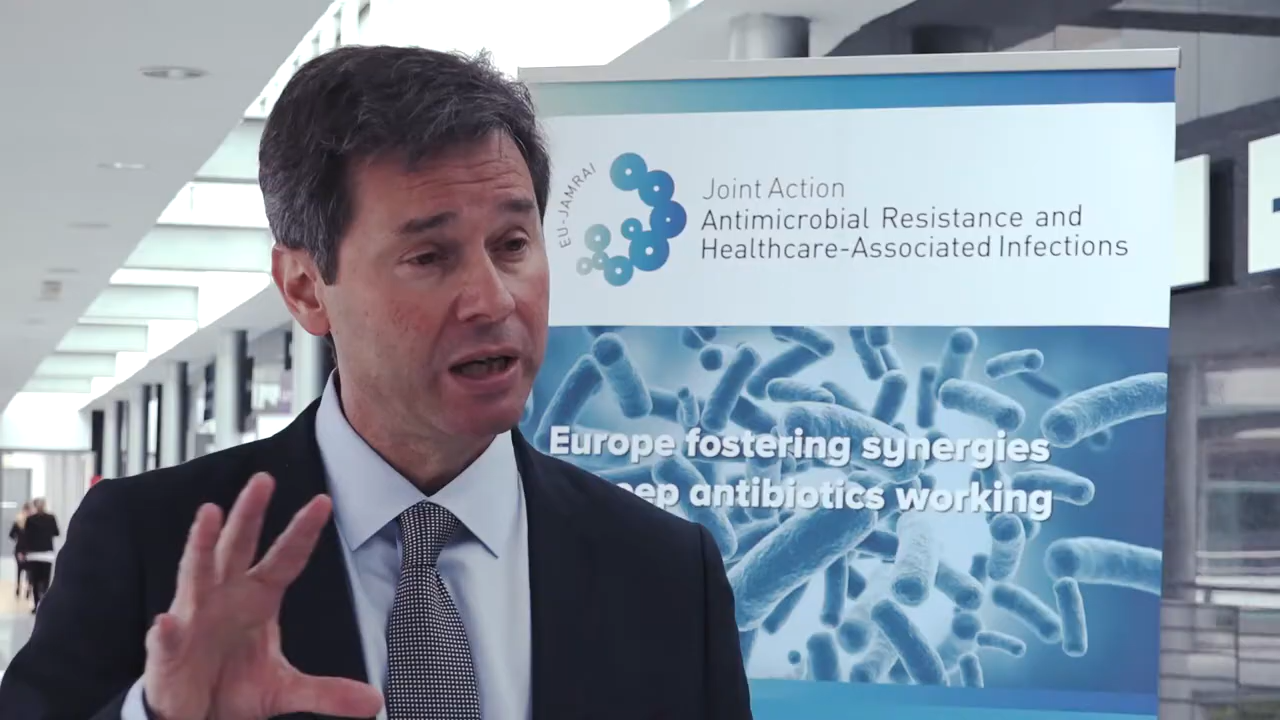 EU-JAMRAI
Joint Action
Antimicrobial Resistance and
Healthcare-Associated Infections
Europe fostering synergies
antibiotics working